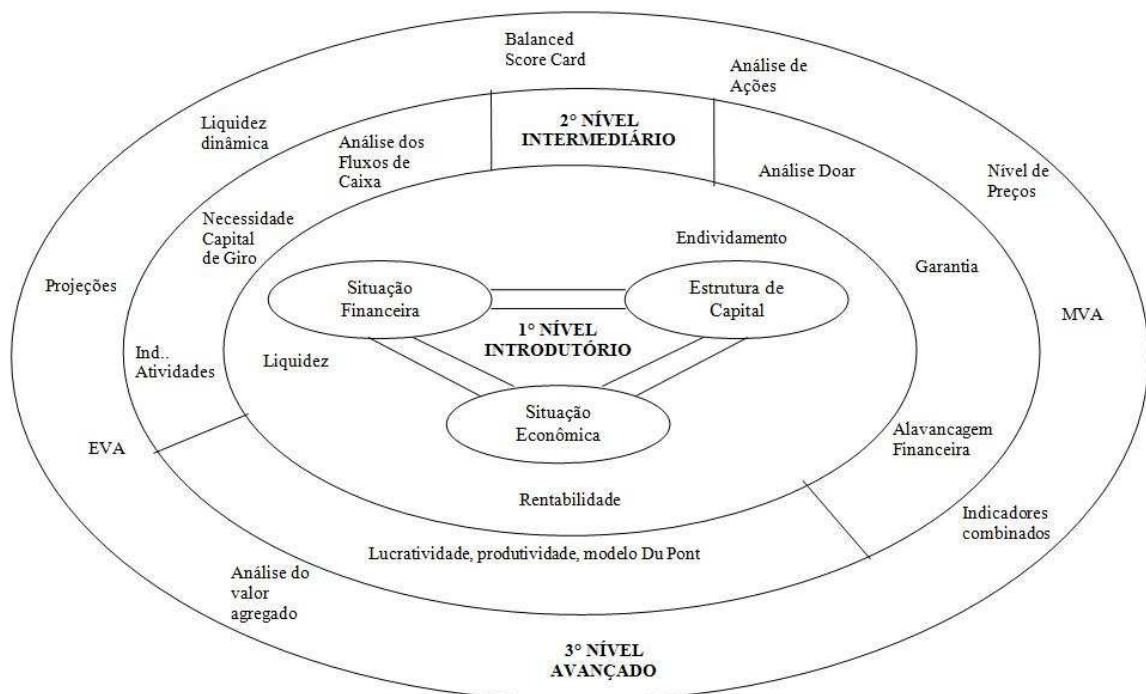 Balanced
Score Card
Análise de
Ações
Liquidez
dinâmica
2° NÍVEL
INTERMEDIÁRIO
Análise dos
Fluxos de
Caixa
Análise Doar
Nível de
Preços
Necessidade
Capital
de Giro
Endividamento
Garantia
Projeções
Situação
Financeira
Estrutura de
Capital
MVA
1° NÍVEL
INTRODUTÓRIO
Ind..
Atividades
Liquidez
Situação
Econômica
EVA
Alavancagem
Financeira
Rentabilidade
Indicadores
combinados
Lucratividade, produtividade, modelo Du Pont
Análise do
valor
agregado
3° NÍVEL
AVANÇADO